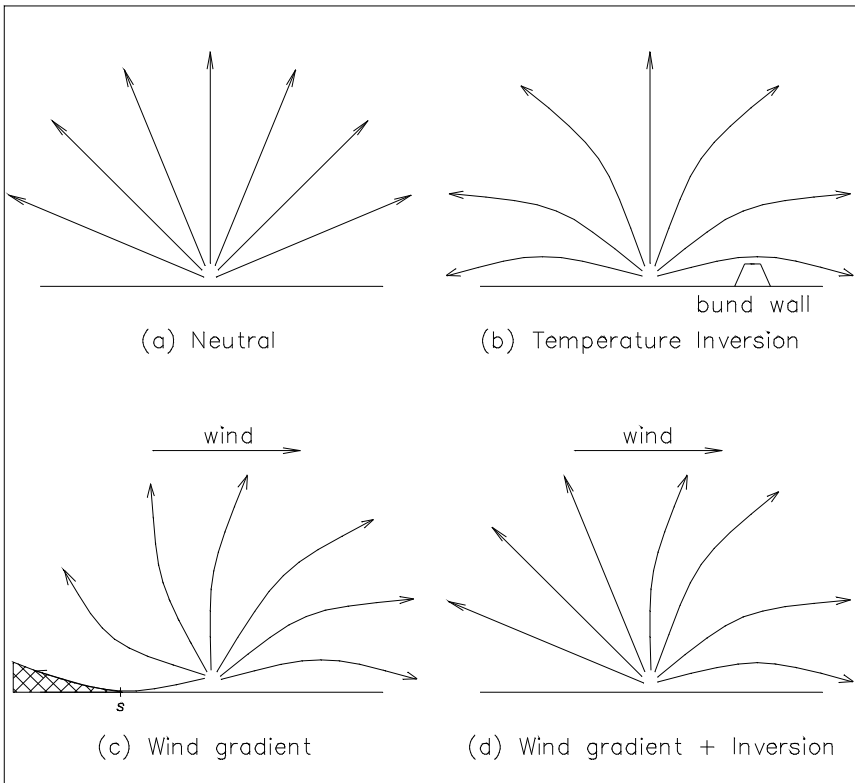 bund wall
(a) Neutral
(b) Temperature Inversion
wind
wind
s
(c) Wind gradient
(d) Wind gradient + Inversion